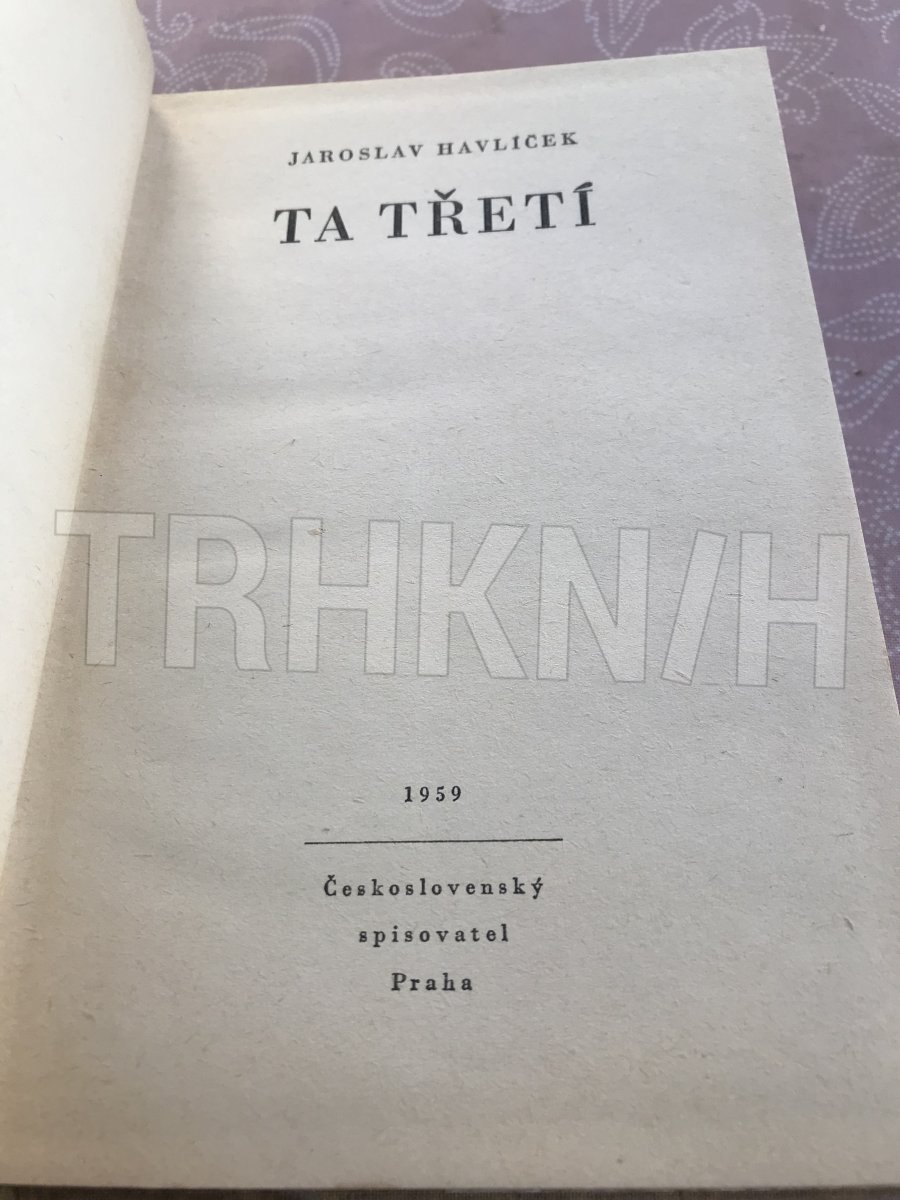 JAROSLAV HAVLÍČEK
TA TŘETÍ
TRHKNIH
1959
Československý
spisovatel
Praha